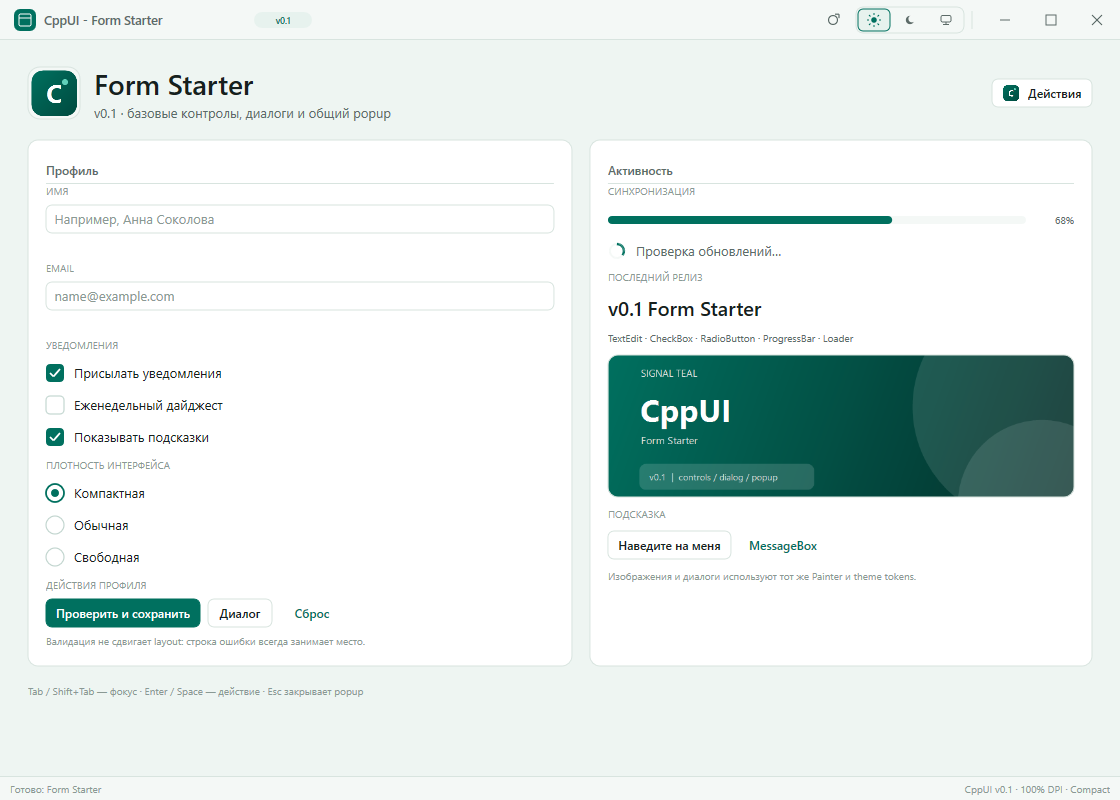 CppUI - Form Starter
v0.1
C
Form Starter
v0.1 · базовые контролы, диалоги и общий popup
C Действия
Профиль
ИМЯ
Например, Анна Соколова
EMAIL
name@example.com
УВЕДОМЛЕНИЯ
Присылать уведомления
Еженедельный дайджест
Показывать подсказки
ПЛОТНОСТЬ ИНТЕРФЕЙСА
Компактная
Обычная
Свободная
ДЕЙСТВИЯ ПРОФИЛЯ
Проверить и сохранить Диалог Сброс
Валидация не сдвигает layout: строка ошибки всегда занимает место.
Активность
СИНХРОНИЗАЦИЯ
68%
Проверка обновлений...
ПОСЛЕДНИЙ РЕЛИЗ
v0.1 Form Starter
TextEdit · CheckBox · RadioButton · ProgressBar · Loader
SIGNAL TEAL
CppUI
Form Starter
v0.1 | controls / dialog / popup
ПОДСКАЗКА
Наведите на меня MessageBox
Изображения и диалоги используют тот же Painter и theme tokens.
Tab / Shift+Tab — фокус · Enter / Space — действие · Esc закрывает popup
Готово: Form Starter
CppUI v0.1 · 100% DPI · Compact